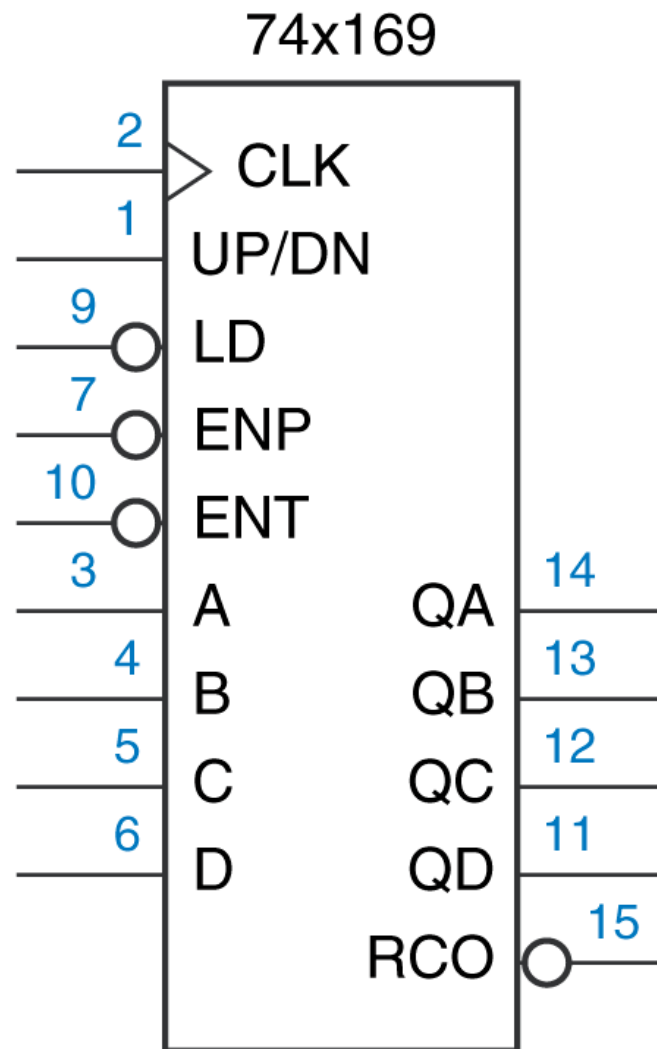 74x169
2
CLK
1
UP/DN
9
LD
7
ENP
10
ENT
3
A QA 14
4
B QB 13
5
C QC 12
6
D QD 11
RCO 15